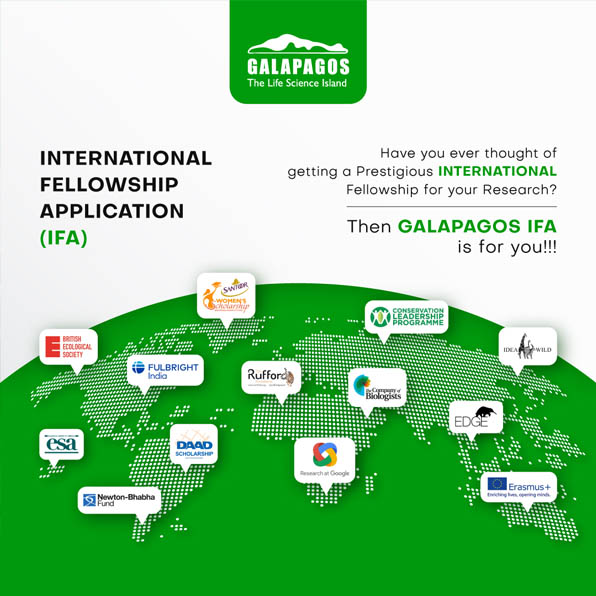 GALAPAGOS
The Life Science Island
INTERNATIONAL
FELLOWSHIP
APPLICATION
(IFA)
Have you ever thought of
getting a Prestigious INTERNATIONAL
Fellowship for your Research?
Then GALAPAGOS IFA
is for you!!!
SANTOOR
WOMEN'S
Scholarship
CONSERVATION
LEADERSHIP
PROGRAMME
BRITISH
ECOLOGICAL
SOCIETY
IDEA WILD
FULBRIGHT
India
Rufford
The Company of
Biologists
EDGE
esa
DAAD
SCHOLARSHIP
Research at Google
Newton-Bhabha
Fund
Erasmus+
Enriching lives, opening minds.